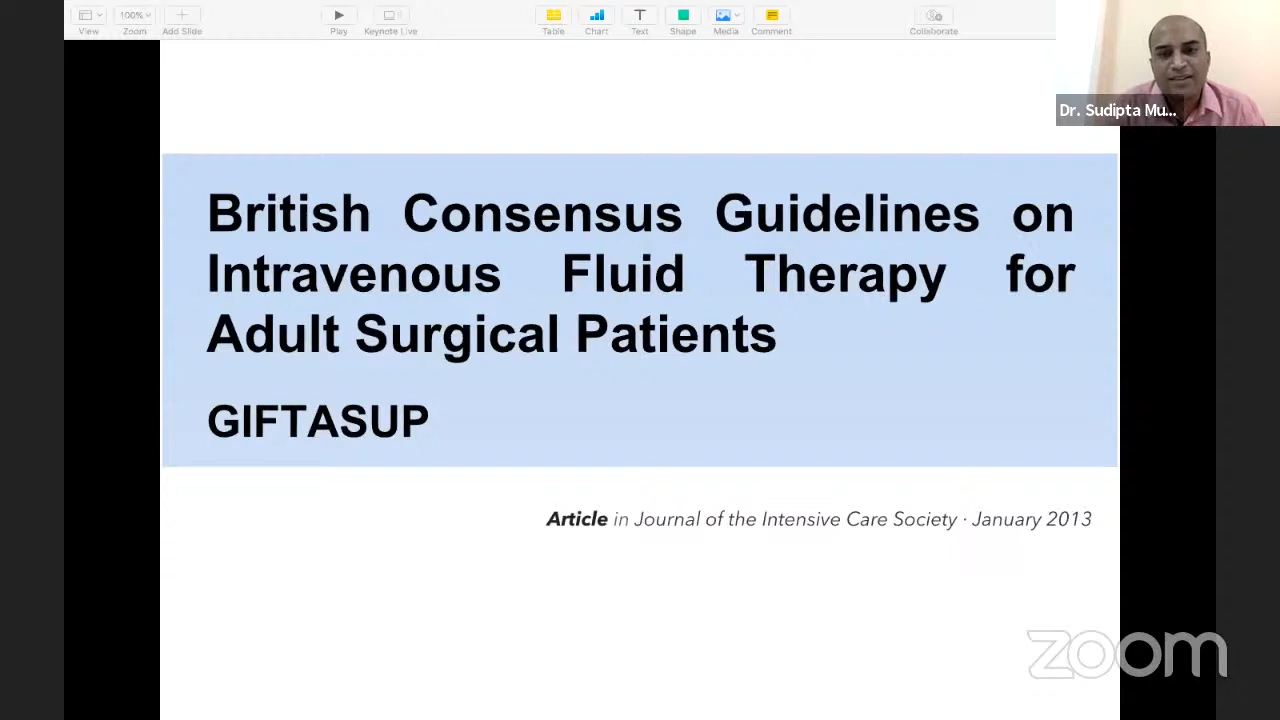 View
100%
Zoom
Add Slide
Play
Keynote Live
Table
Chart
Text
Shape
Media
Comment
Collaborate
Dr. Sudipta Mu...
British Consensus Guidelines on
Intravenous Fluid Therapy for
Adult Surgical Patients
GIFTASUP
Article in Journal of the Intensive Care Society · January 2013
zoom